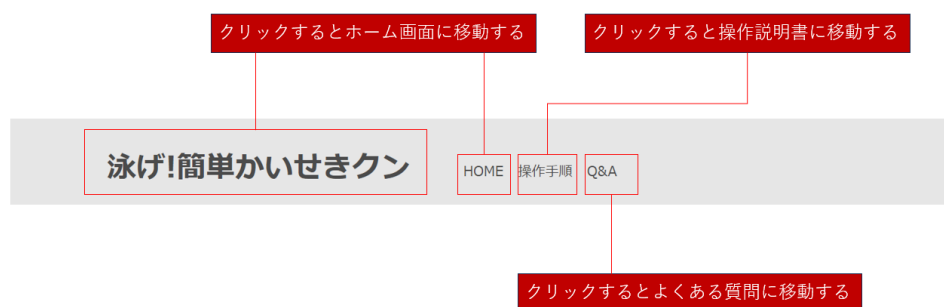 クリックするとホーム画面に移動する
クリックすると操作説明書に移動する
泳げ!簡単かいせきクン
HOME
操作手順
Q&A
クリックするとよくある質問に移動する